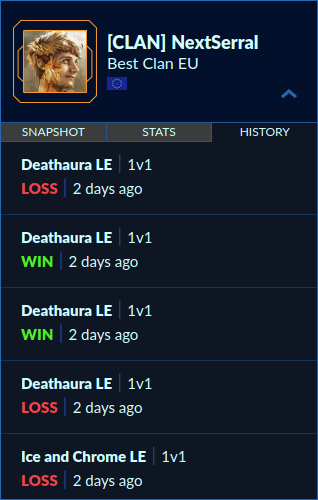 [CLAN] NextSerral
Best Clan EU
SNAPSHOT STATS HISTORY
Deathaura LE | 1v1
LOSS | 2 days ago
Deathaura LE | 1v1
WIN | 2 days ago
Deathaura LE | 1v1
WIN | 2 days ago
Deathaura LE | 1v1
LOSS | 2 days ago
Ice and Chrome LE | 1v1
LOSS | 2 days ago